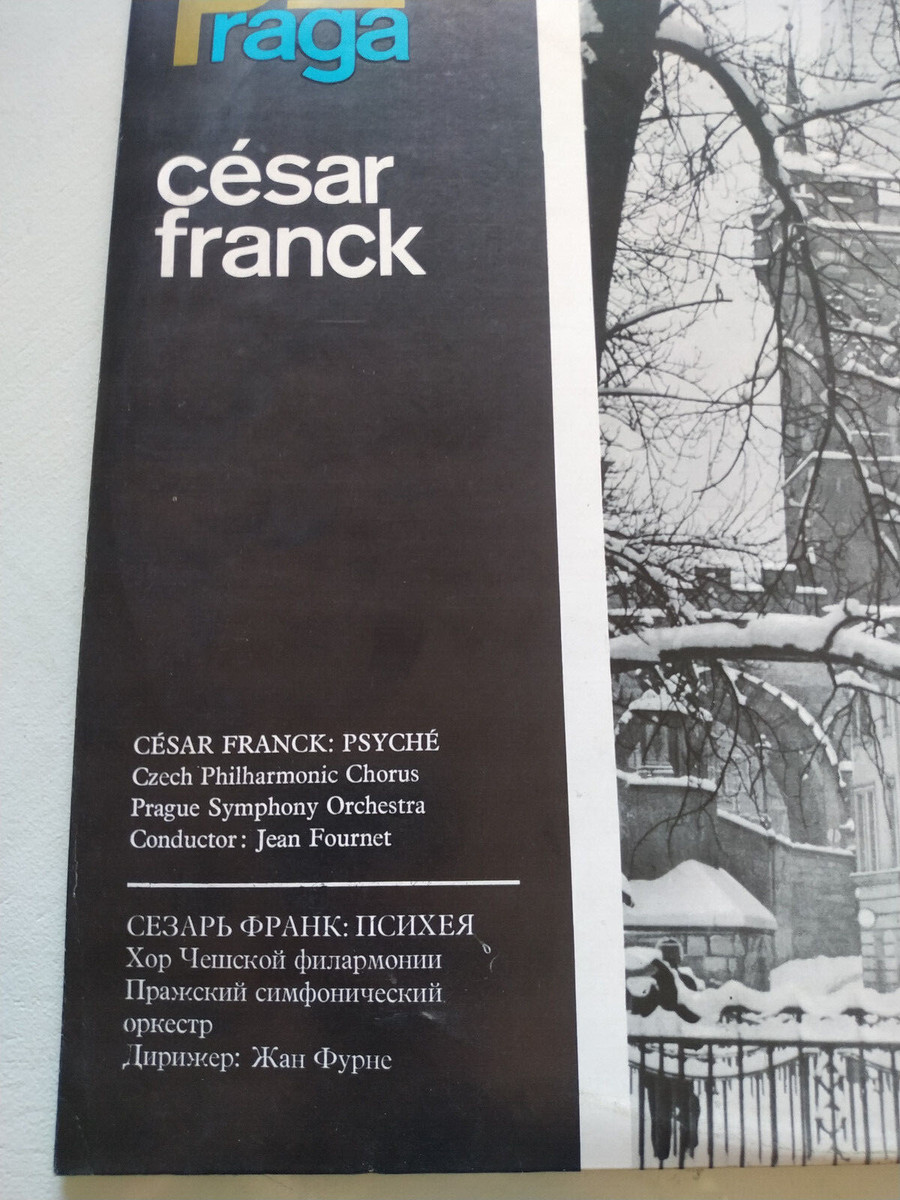 Praga
césar
franck
CÉSAR FRANCK: PSYCHÉ
Czech Philharmonic Chorus
Prague Symphony Orchestra
Conductor: Jean Fournet
СЕЗАРЬ ФРАНК: ПСИХЕЯ
Хор Чешской филармонии
Пражский симфонический
оркестр
Дирижер: Жан Фурне